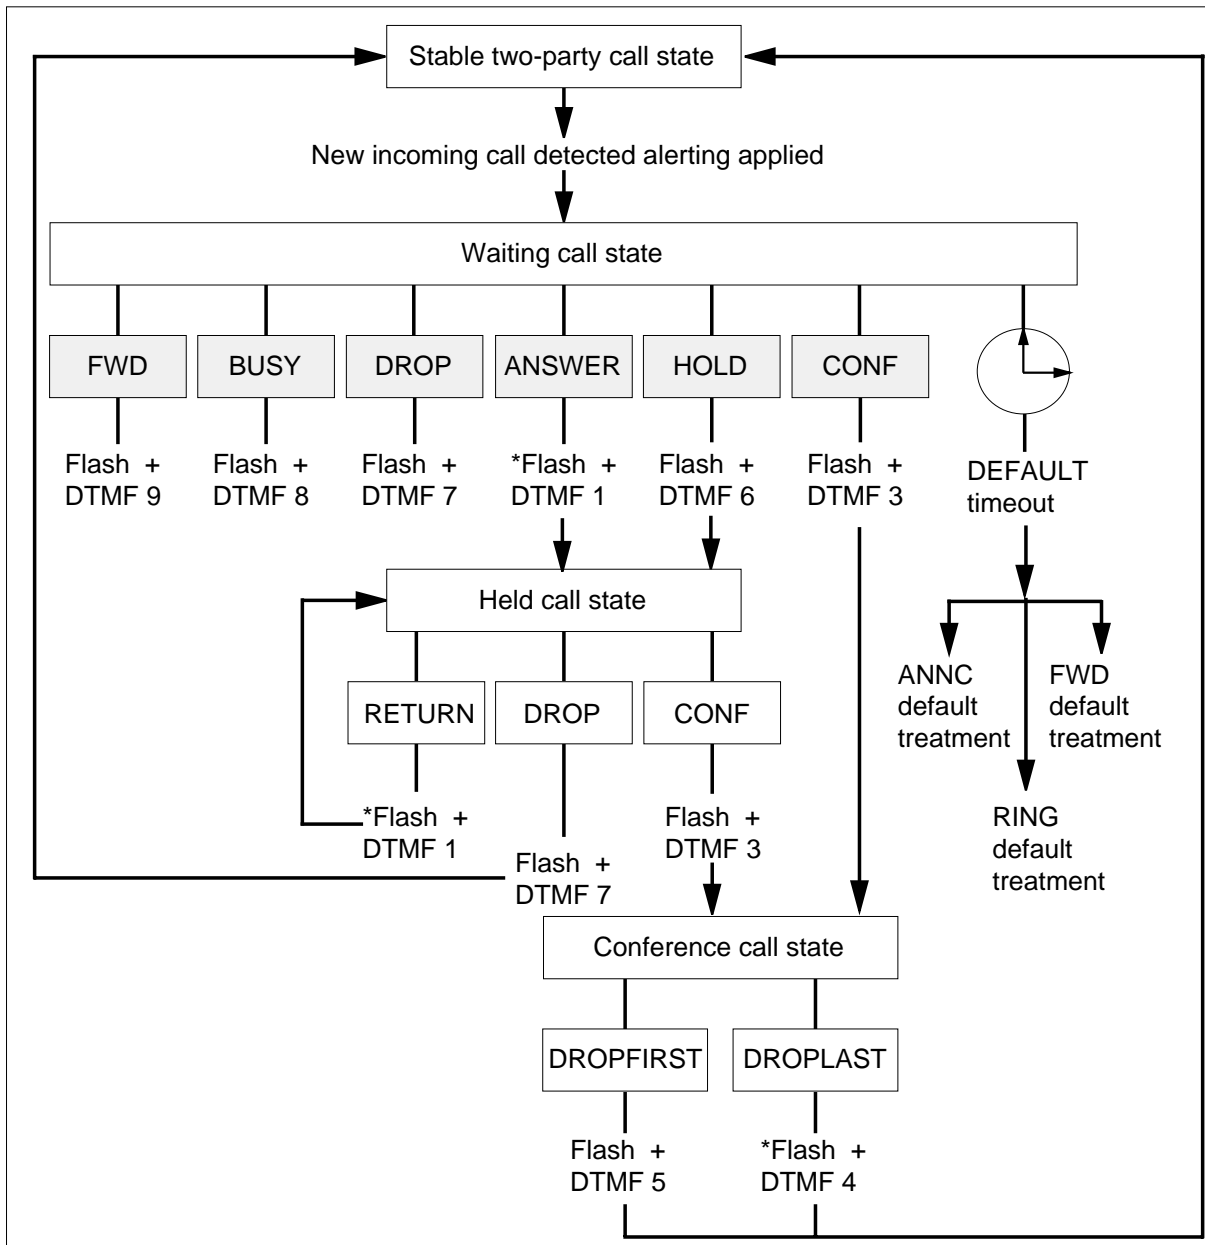 Stable two-party call state
New incoming call detected alerting applied
Waiting call state
FWD
BUSY
DROP
ANSWER
HOLD
CONF
Flash +
DTMF 9
Flash +
DTMF 8
Flash +
DTMF 7
*Flash +
DTMF 1
Flash +
DTMF 6
Flash +
DTMF 3
DEFAULT
timeout
Held call state
ANNC
default
treatment
FWD
default
treatment
RING
default
treatment
RETURN
DROP
CONF
*Flash +
DTMF 1
Flash +
DTMF 7
Flash +
DTMF 3
Conference call state
DROPFIRST
DROPLAST
Flash +
DTMF 5
*Flash +
DTMF 4